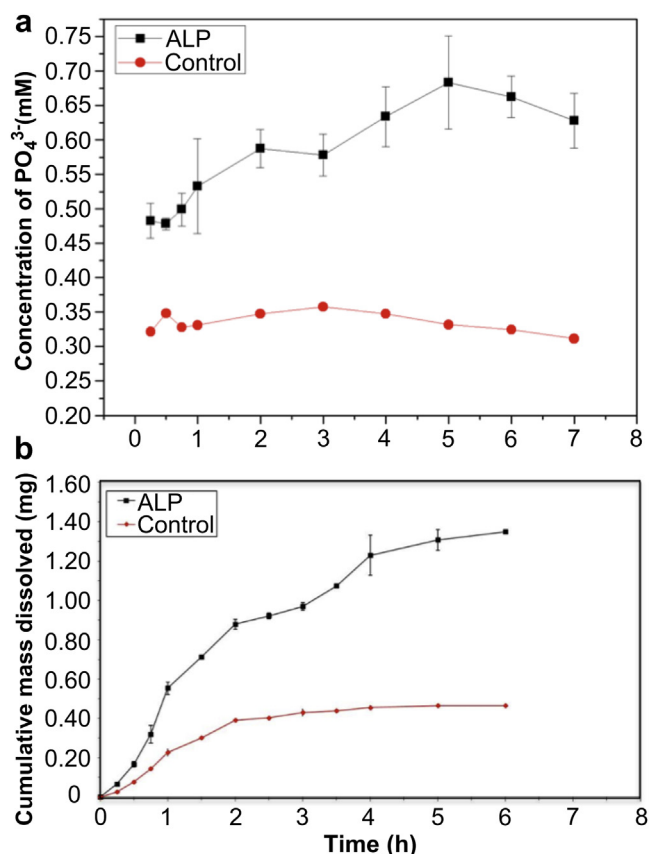 a
ALP
Control
Concentration of PO₄³⁻(mM)
0.75
0.70
0.65
0.60
0.55
0.50
0.45
0.40
0.35
0.30
0.25
0.20
0 1 2 3 4 5 6 7 8
b
ALP
Control
Cumulative mass dissolved (mg)
1.60
1.40
1.20
1.00
0.80
0.60
0.40
0.20
0
0 1 2 3 4 5 6 7 8
Time (h)